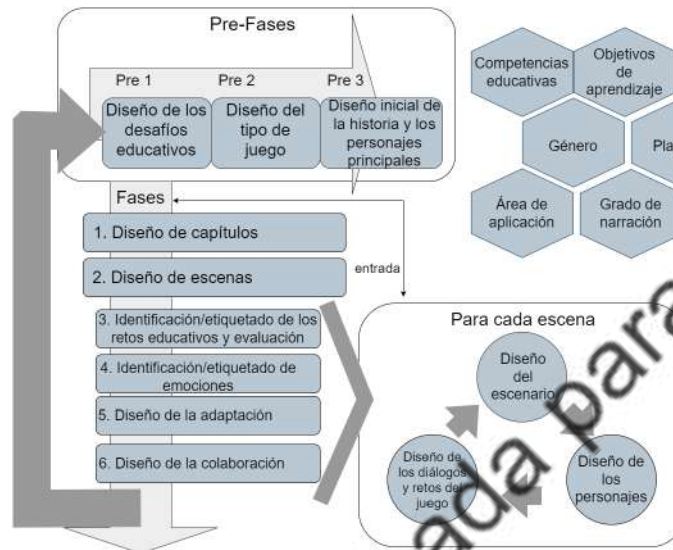 Pre-Fases
Pre 1 Pre 2 Pre 3
Diseño de los
desafíos
educativos
Diseño del
tipo de
juego
Diseño inicial de
la historia y los
personajes
principales
Competencias
educativas
Objetivos
de
aprendizaje
Género
Área de
aplicación
Grado de
narración
Fases
1. Diseño de capítulos
2. Diseño de escenas
entrada
3. Identificación/etiquetado de los
retos educativos y evaluación
4. Identificación/etiquetado de
emociones
5. Diseño de la adaptación
6. Diseño de la colaboración
Para cada escena
Diseño
del
escenario
Diseño de
los diálogos
y retos del
juego
Diseño de
los
personajes
para